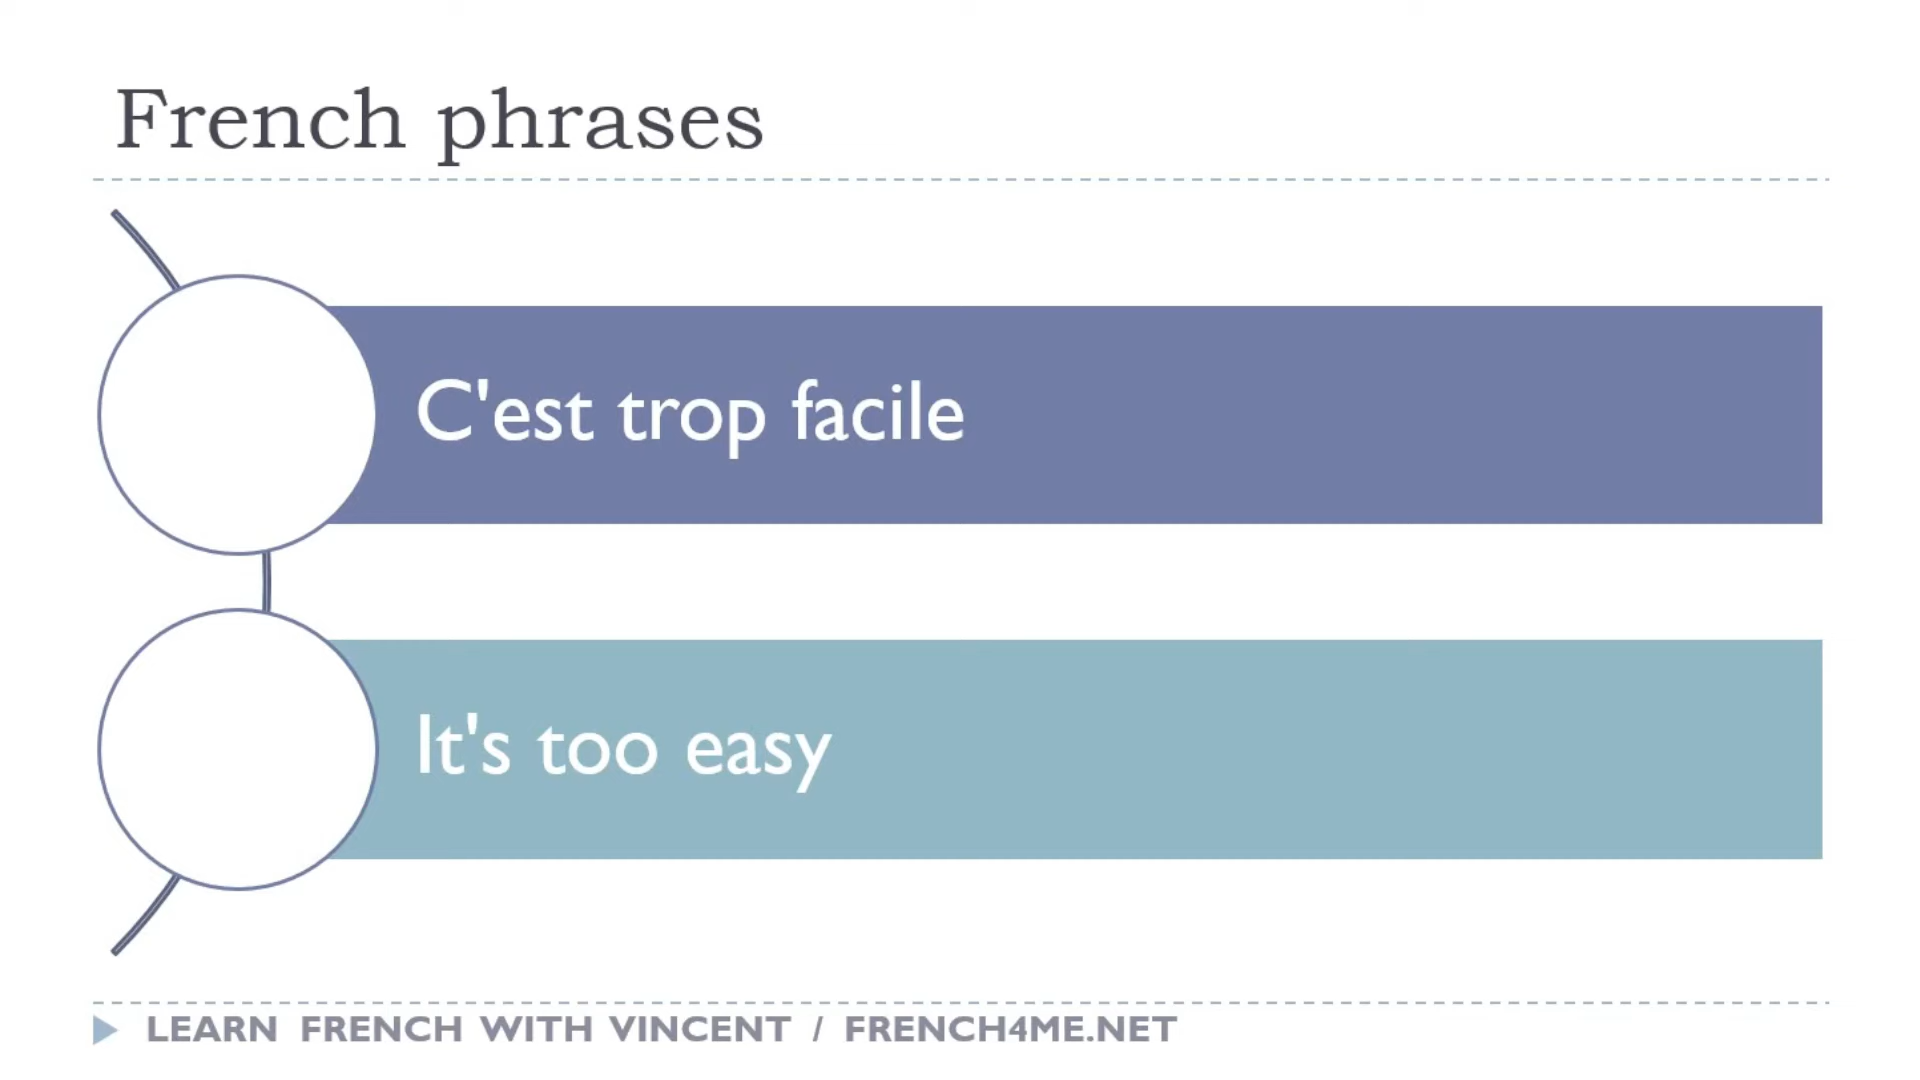 French phrases
C'est trop facile
It's too easy
LEARN FRENCH WITH VINCENT / FRENCH4ME.NET